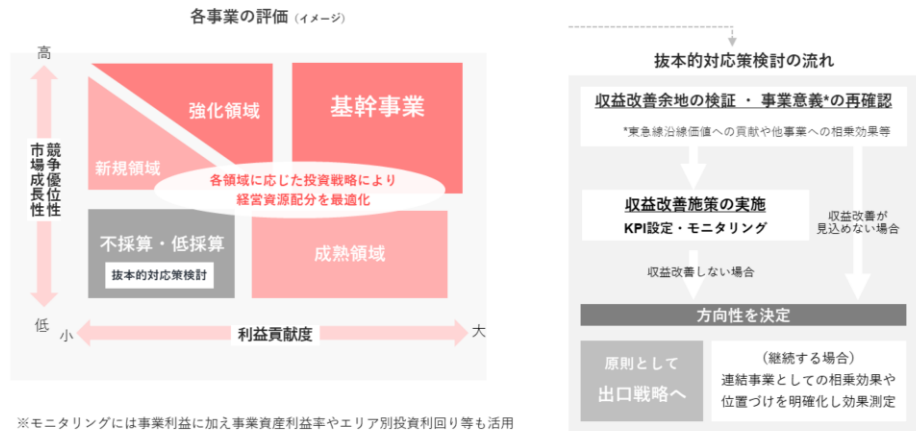 各事業の評価（イメージ）
高
競争優位性
市場成長性
低
強化領域
基幹事業
新規領域
各領域に応じた投資戦略により
経営資源配分を最適化
不採算・低採算
抜本的対応策検討
成熟領域
小
利益貢献度
大
※モニタリングには事業利益に加え事業資産利益率やエリア別投資利回り等も活用
抜本的対応策検討の流れ
収益改善余地の検証 ・ 事業意義*の再確認
*東急線沿線価値への貢献や他事業への相乗効果等
収益改善施策の実施
KPI設定・モニタリング
収益改善が
見込めない場合
収益改善しない場合
方向性を決定
原則として
出口戦略へ
（継続する場合）
連結事業としての相乗効果や
位置づけを明確化し効果測定